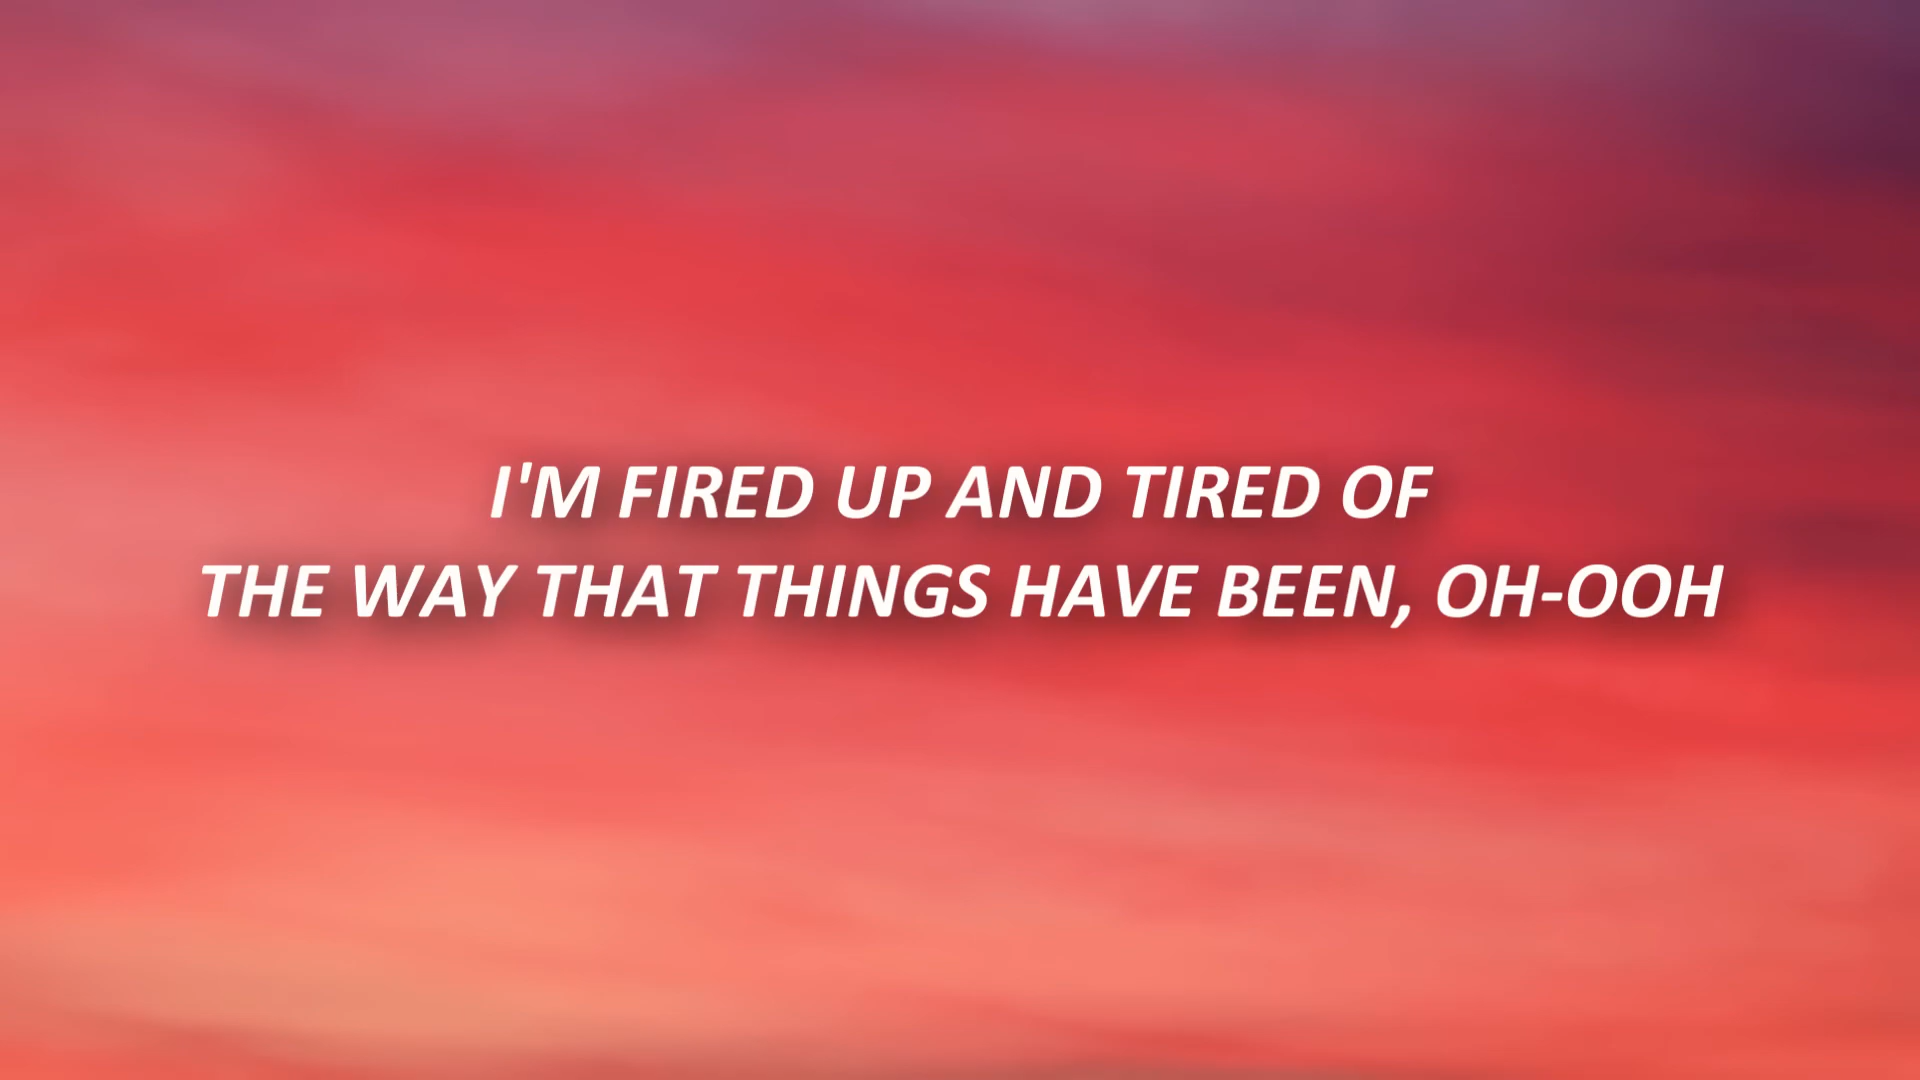 I'M FIRED UP AND TIRED OF
THE WAY THAT THINGS HAVE BEEN, OH-OOH